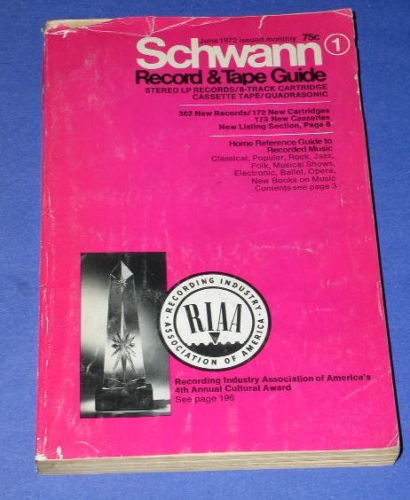 June 1972 issued monthly 75c
Schwann 1
Record & Tape Guide
STEREO LP RECORDS/8-TRACK CARTRIDGE
CASSETTE TAPE/QUADRASONIC
382 New Records/172 New Cartridges
173 New Cassettes
New Listing Section, Page 8
Home Reference Guide to
Recorded Music
Classical, Popular, Rock, Jazz,
Folk, Musical Shows,
Electronic, Ballet, Opera,
New Books on Music
Contents see page 3
RECORDING INDUSTRY
RIAA
ASSOCIATION OF AMERICA
Recording Industry Association of America's
4th Annual Cultural Award
See page 196